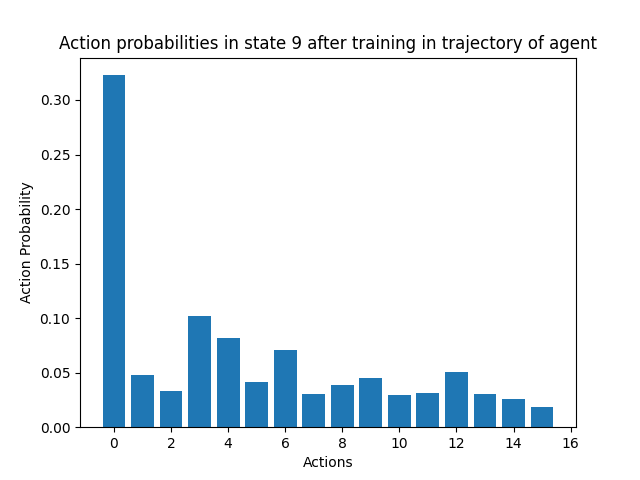 Action probabilities in state 9 after training in trajectory of agent
Action Probability
0.30
0.25
0.20
0.15
0.10
0.05
0.00
0 2 4 6 8 10 12 14 16
Actions